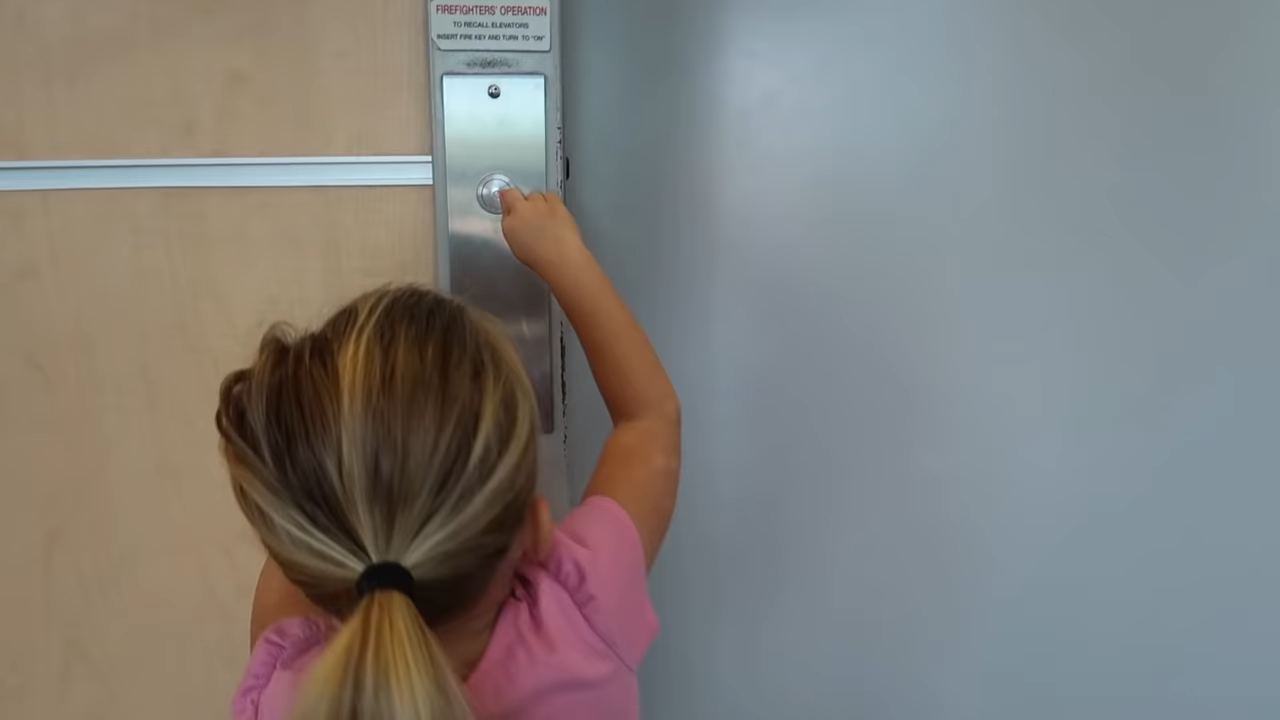 FIREFIGHTERS' OPERATION
TO RECALL ELEVATORS
INSERT FIRE KEY AND TURN TO "ON"